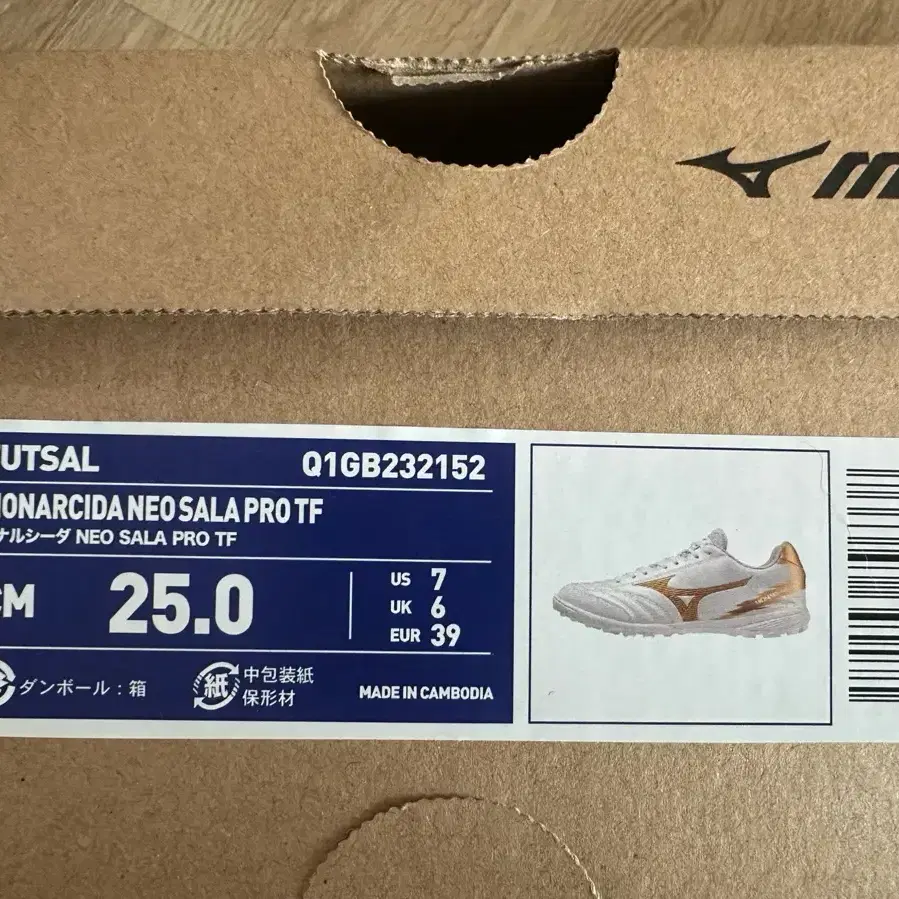 UTSAL
Q1GB232152
ONARCIDA NEO SALA PRO TF
ナルシーダ NEO SALA PRO TF
CM 25.0
US 7
UK 6
EUR 39
ダンボール：箱
紙 中包装紙
保形材
MADE IN CAMBODIA